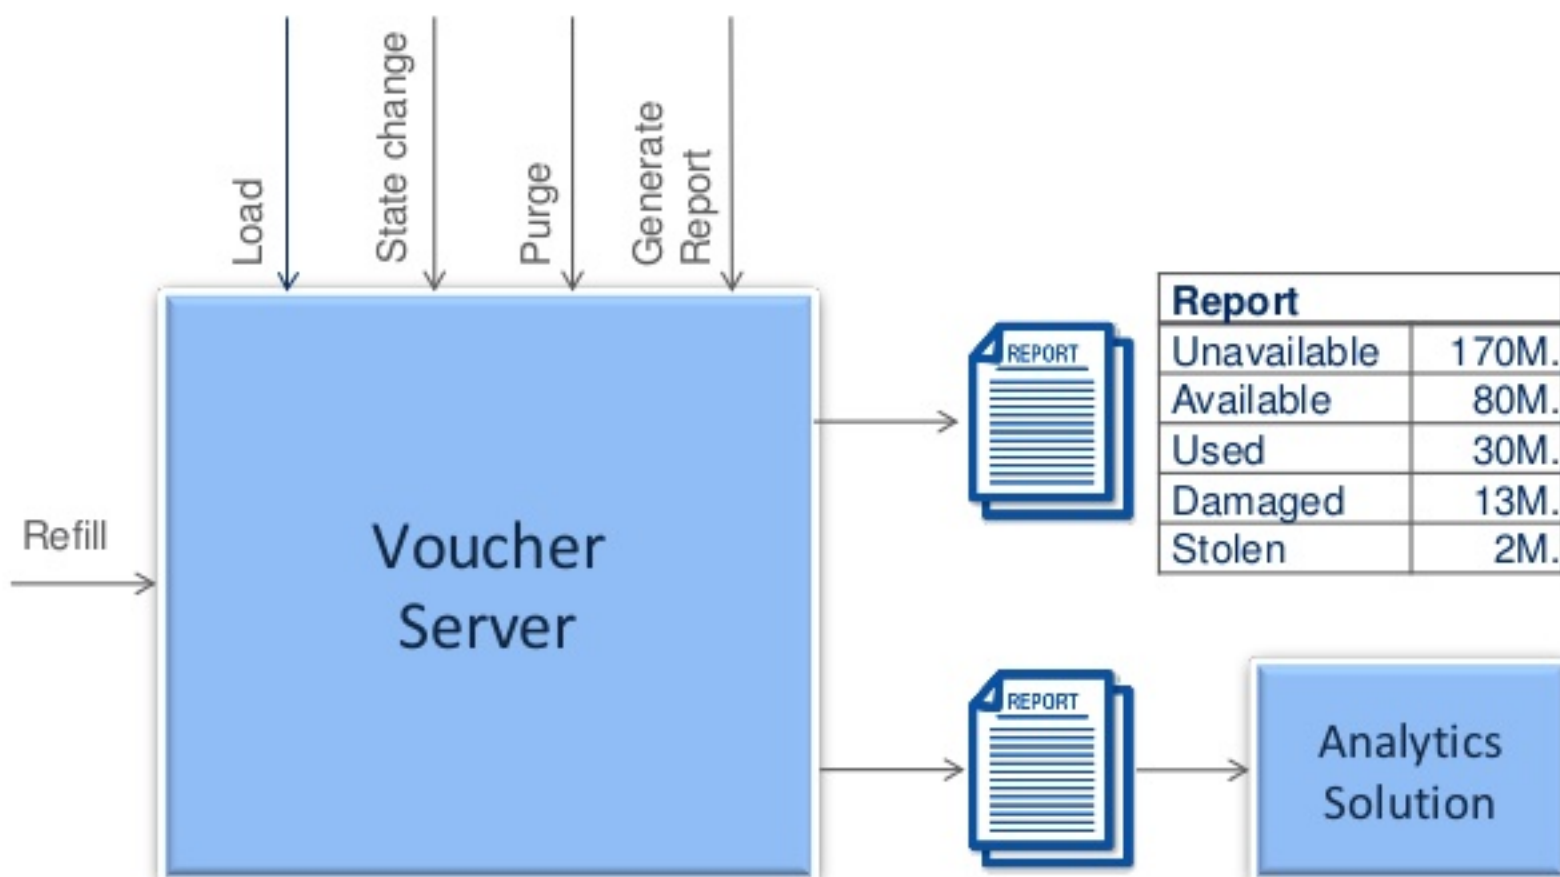 Load
State change
Purge
Generate
Report
Refill
Voucher
Server
REPORT
Report
Unavailable 170M.
Available 80M.
Used 30M.
Damaged 13M.
Stolen 2M.
REPORT
Analytics
Solution